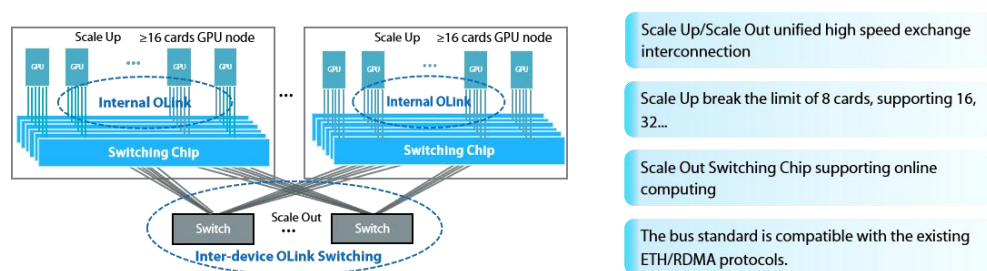 Scale Up ≥16 cards GPU node
GPU GPU ... GPU GPU
Internal OLink
Switching Chip
...
Scale Up ≥16 cards GPU node
GPU GPU ... GPU GPU
Internal OLink
Switching Chip
Switch Scale Out ... Switch
Inter-device OLink Switching
Scale Up/Scale Out unified high speed exchange
interconnection
Scale Up break the limit of 8 cards, supporting 16,
32...
Scale Out Switching Chip supporting online
computing
The bus standard is compatible with the existing
ETH/RDMA protocols.